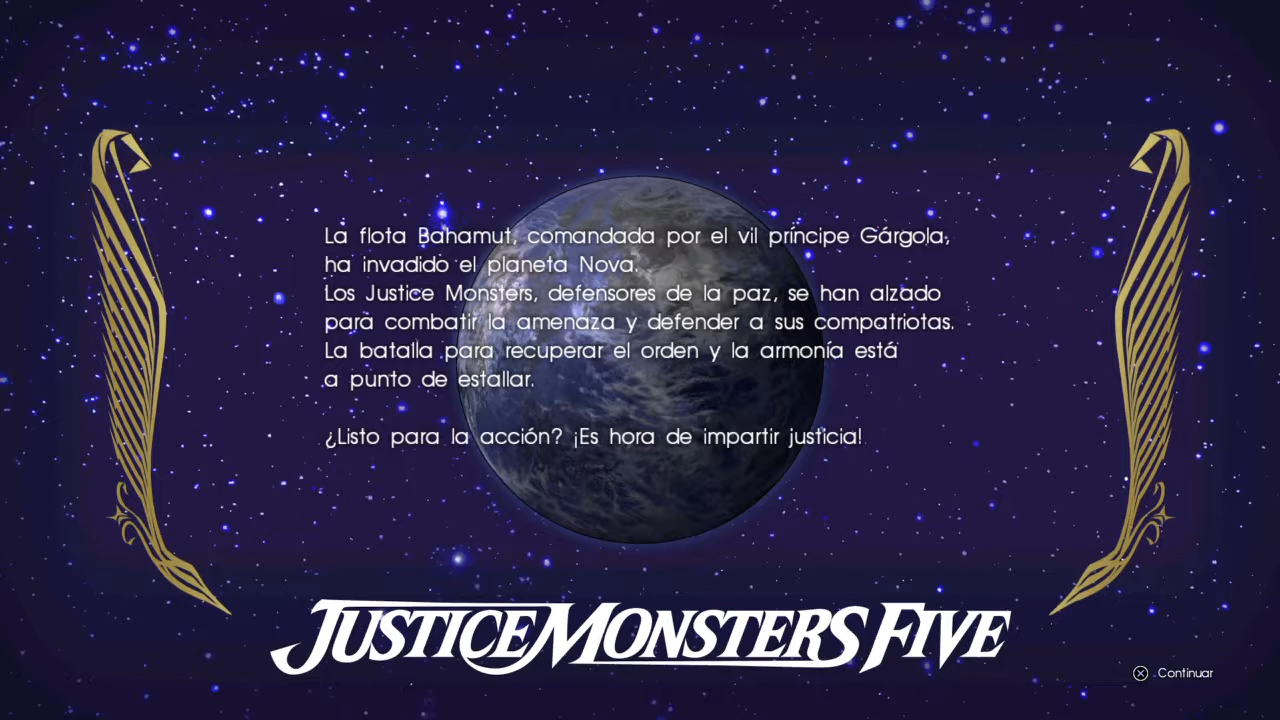 La flota Bahamut, comandada por el vil príncipe Gárgola,
ha invadido el planeta Nova.
Los Justice Monsters, defensores de la paz, se han alzado
para combatir la amenaza y defender a sus compatriotas.
La batalla para recuperar el orden y la armonía está
a punto de estallar.
¿Listo para la acción? ¡Es hora de impartir justicia!
JUSTICE MONSTERS FIVE
Continuar